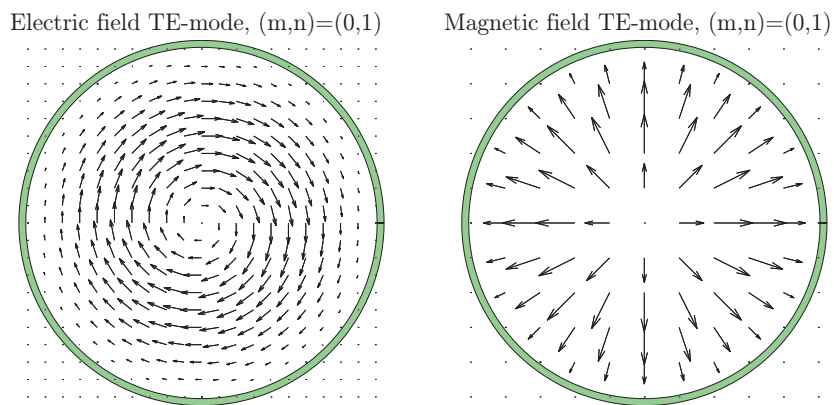 Electric field TE-mode, (m,n)=(0,1)
Magnetic field TE-mode, (m,n)=(0,1)